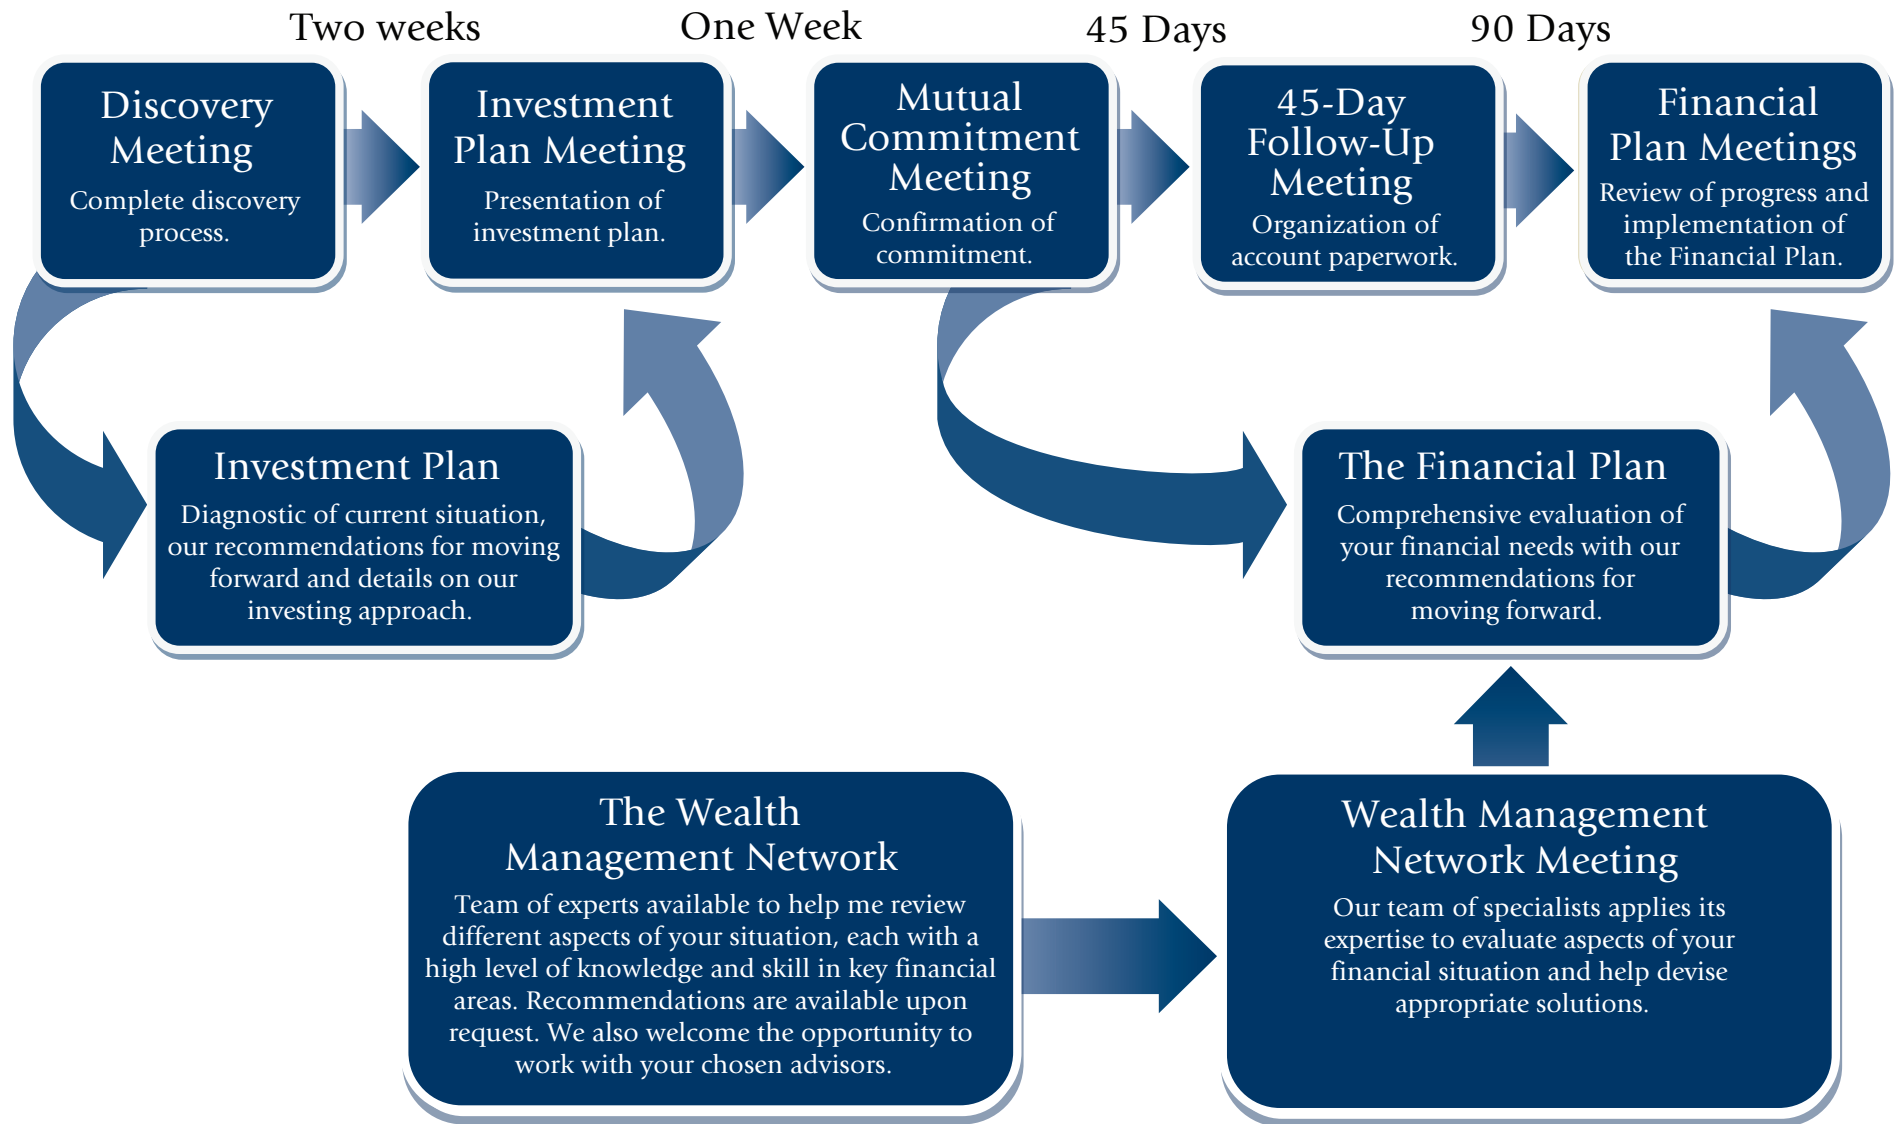 Two weeks
One Week
45 Days
90 Days
Discovery
Meeting
Complete discovery
process.
Investment
Plan Meeting
Presentation of
investment plan.
Mutual
Commitment
Meeting
Confirmation of
commitment.
45-Day
Follow-Up
Meeting
Organization of
account paperwork.
Financial
Plan Meetings
Review of progress and
implementation of
the Financial Plan.
Investment Plan
Diagnostic of current situation,
our recommendations for moving
forward and details on our
investing approach.
The Financial Plan
Comprehensive evaluation of
your financial needs with our
recommendations for
moving forward.
The Wealth
Management Network
Team of experts available to help me review
different aspects of your situation, each with a
high level of knowledge and skill in key financial
areas. Recommendations are available upon
request. We also welcome the opportunity to
work with your chosen advisors.
Wealth Management
Network Meeting
Our team of specialists applies its
expertise to evaluate aspects of your
financial situation and help devise
appropriate solutions.